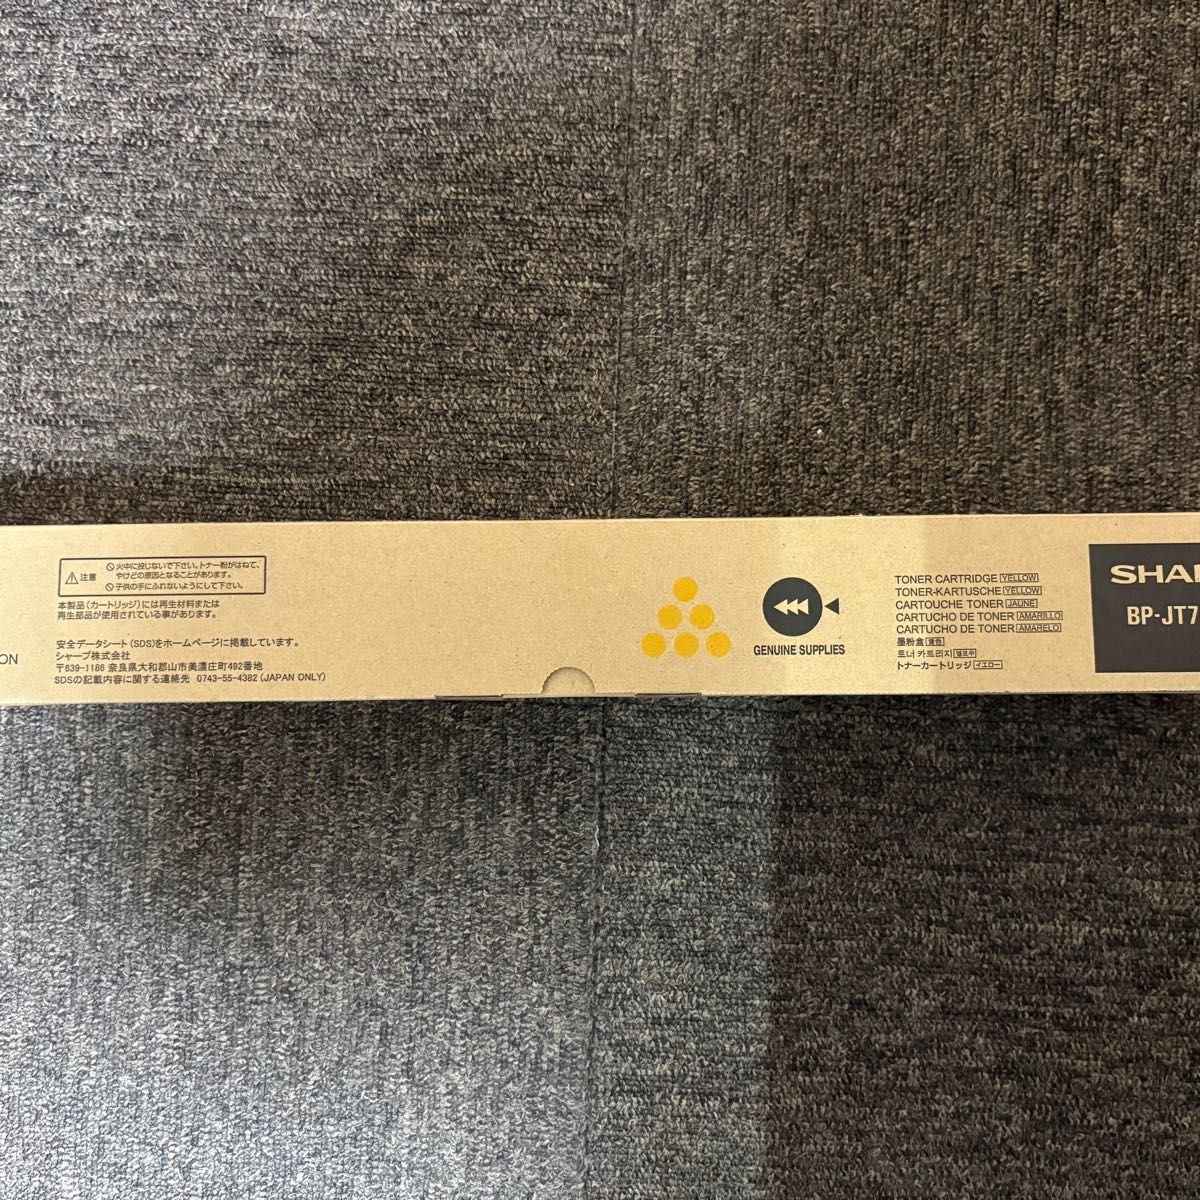 ON
注意
火中に投じないで下さい。トナー粉がはねて、
やけどの原因となることがあります。
子供の手にふれないようにして下さい。
本製品(カートリッジ)には再生材料または
再生部品が使用されている事があります。
安全データシート(SDS)をホームページに掲載しています。
シャープ株式会社
〒639-1186 奈良県大和郡山市美濃庄町492番地
SDSの記載内容に関する連絡先 0743-55-4382 (JAPAN ONLY)
GENUINE SUPPLIES
TONER CARTRIDGE YELLOW
TONER-KARTUSCHE YELLOW
CARTOUCHE TONER JAUNE
CARTUCHO DE TONER AMARILLO
CARTUCHO DE TONER AMARELO
墨粉盒 黄色
토너 카트리지 옐로우
トナーカートリッジ イエロー
SHAR
BP-JT7